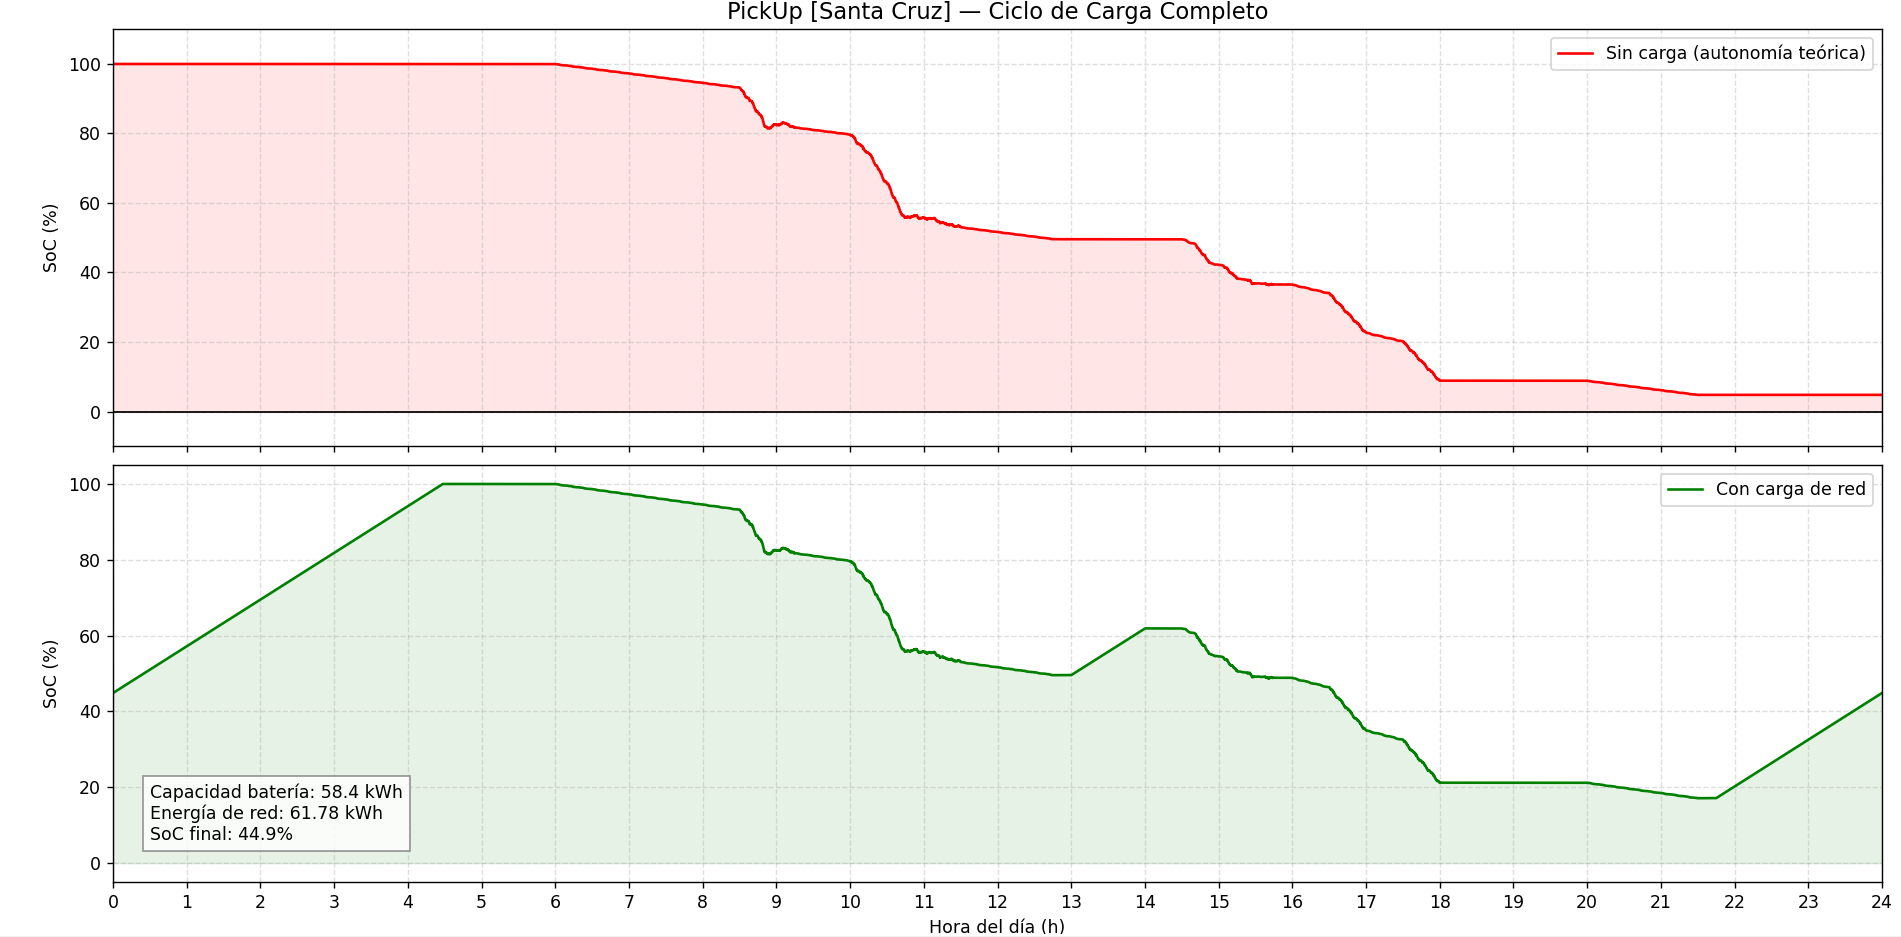 PickUp [Santa Cruz] — Ciclo de Carga Completo
Sin carga (autonomía teórica)
100
80
60
40
20
0
SoC (%)
Con carga de red
100
80
60
40
20
0
SoC (%)
Capacidad batería: 58.4 kWh
Energía de red: 61.78 kWh
SoC final: 44.9%
0 1 2 3 4 5 6 7 8 9 10 11 12 13 14 15 16 17 18 19 20 21 22 23 24
Hora del día (h)